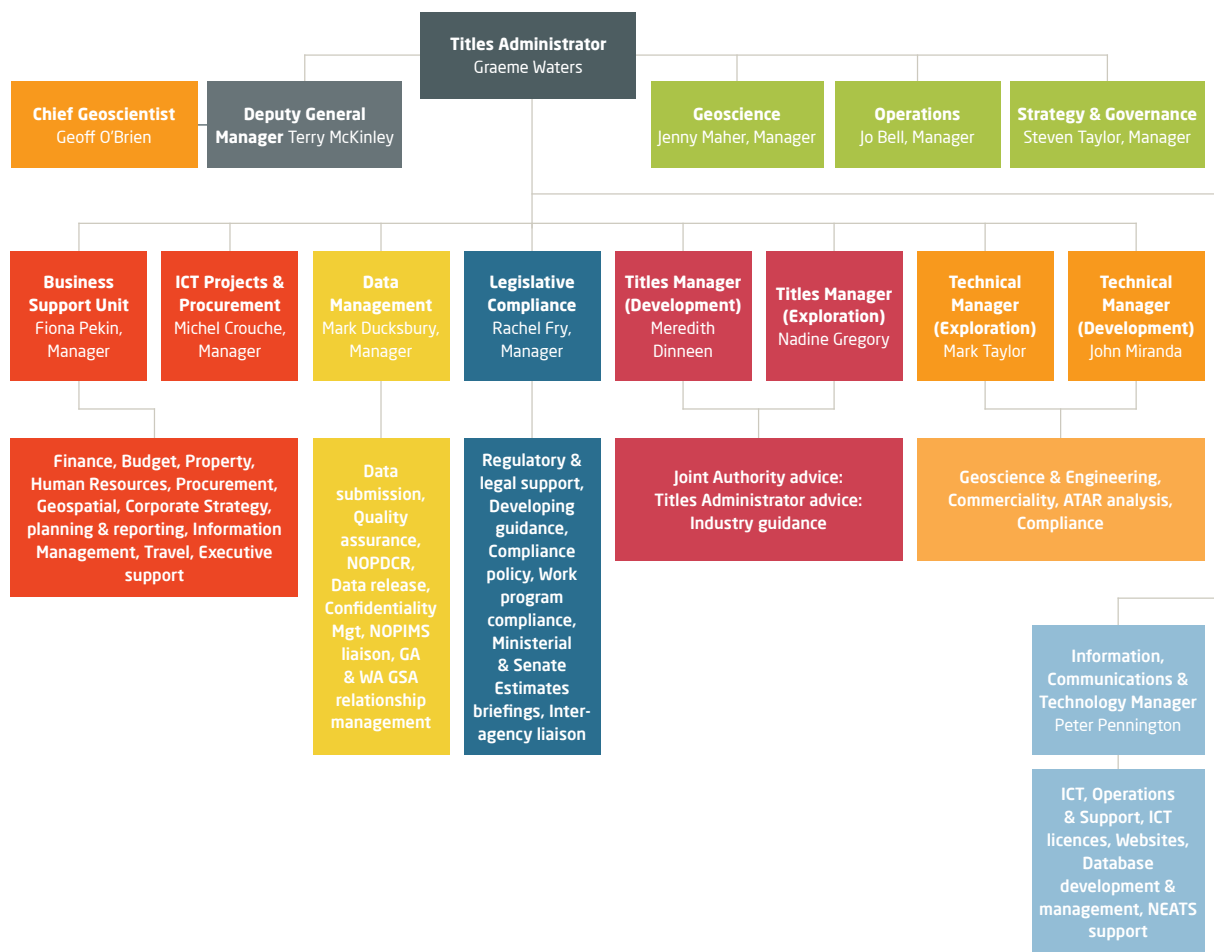 Titles Administrator
Graeme Waters
Chief Geoscientist
Geoff O'Brien
Deputy General
Manager Terry McKinley
Geoscience
Jenny Maher, Manager
Operations
Jo Bell, Manager
Strategy & Governance
Steven Taylor, Manager
Business
Support Unit
Fiona Pekin,
Manager
ICT Projects &
Procurement
Michel Crouche,
Manager
Data
Management
Mark Ducksbury,
Manager
Legislative
Compliance
Rachel Fry,
Manager
Titles Manager
(Development)
Meredith
Dinneen
Titles Manager
(Exploration)
Nadine Gregory
Technical
Manager
(Exploration)
Mark Taylor
Technical
Manager
(Development)
John Miranda
Finance, Budget, Property,
Human Resources, Procurement,
Geospatial, Corporate Strategy,
planning & reporting, Information
Management, Travel, Executive
support
Data
submission,
Quality
assurance,
NOPDCR,
Data release,
Confidentiality
Mgt, NOPIMS
liaison, GA
& WA GSA
relationship
management
Regulatory &
legal support,
Developing
guidance,
Compliance
policy, Work
program
compliance,
Ministerial
& Senate
Estimates
briefings, Inter-
agency liaison
Joint Authority advice:
Titles Administrator advice:
Industry guidance
Geoscience & Engineering,
Commerciality, ATAR analysis,
Compliance
Information,
Communications &
Technology Manager
Peter Pennington
ICT, Operations
& Support, ICT
licences, Websites,
Database
development &
management, NEATS
support